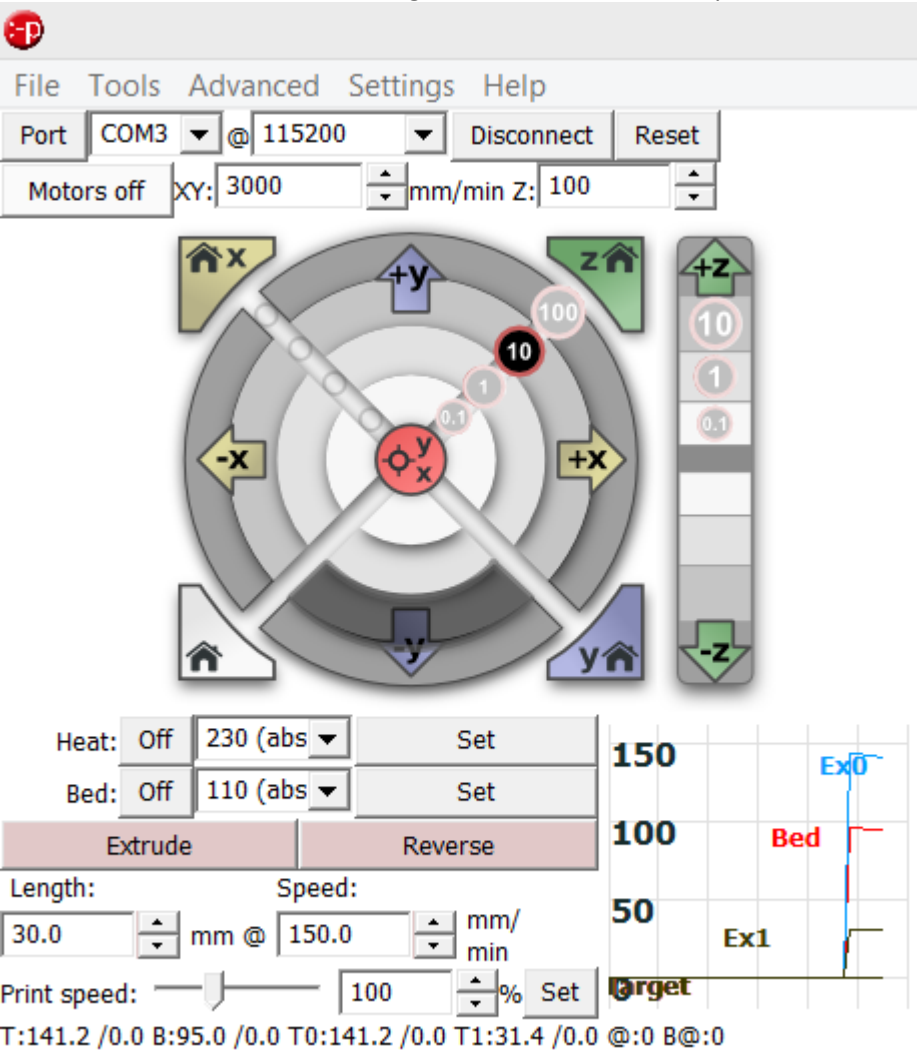 :-p
File Tools Advanced Settings Help
Port COM3 @ 115200 Disconnect Reset
Motors off XY: 3000 mm/min Z: 100
x z
+y +z
100
10 10
1 1
0.1 0.1
y
-x x +x
-y
y -z
Heat: Off 230 (abs Set
Bed: Off 110 (abs Set
Extrude Reverse
Length: Speed:
30.0 mm @ 150.0 mm/
min
Print speed: 100 % Set
150
Ex0
100 Bed
50
Ex1
0
Target
T:141.2 /0.0 B:95.0 /0.0 T0:141.2 /0.0 T1:31.4 /0.0 @:0 B@:0